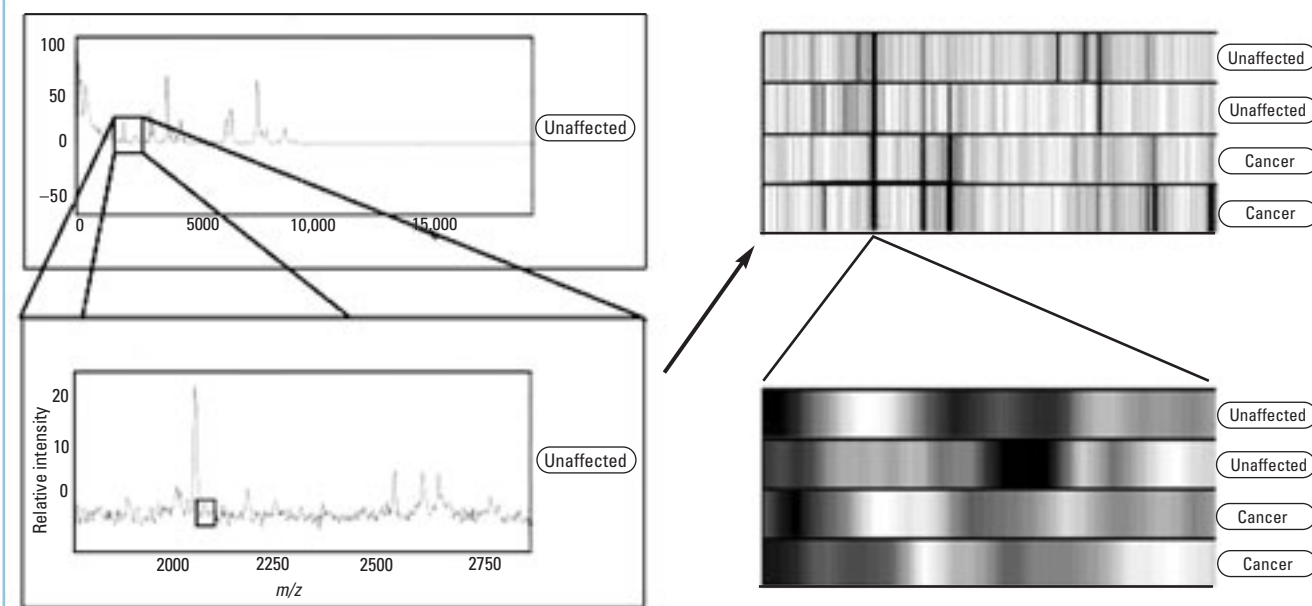 100
50
0
−50
Unaffected
0 5000 10,000 15,000
Relative intensity
20
10
0
Unaffected
2000 2250 2500 2750
m/z
Unaffected
Unaffected
Cancer
Cancer
Unaffected
Unaffected
Cancer
Cancer